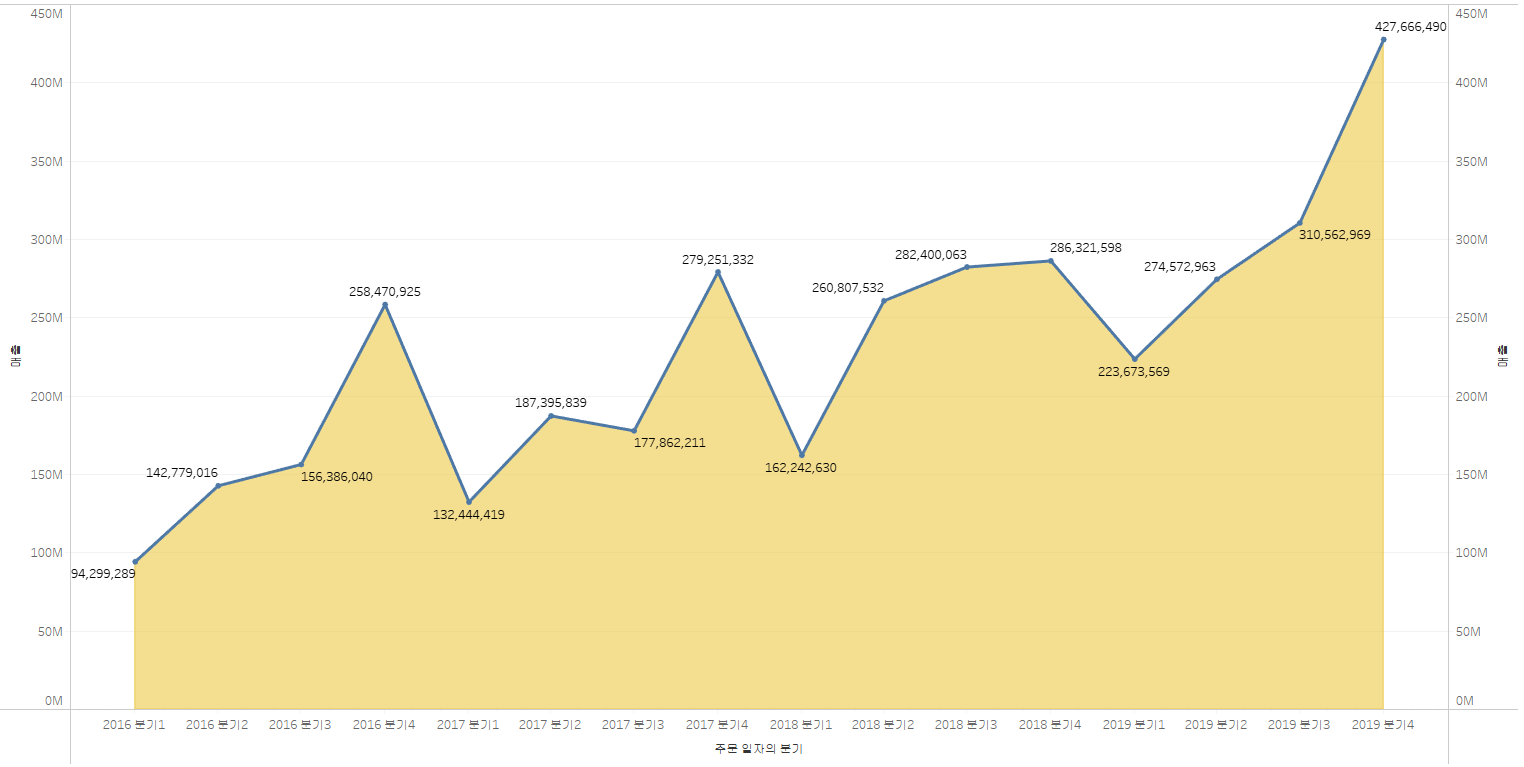 450M
400M
350M
300M
250M
200M
150M
100M
50M
0M
450M
400M
350M
300M
250M
200M
150M
100M
50M
0M
94,299,289
142,779,016
156,386,040
258,470,925
132,444,419
187,395,839
177,862,211
279,251,332
162,242,630
260,807,532
282,400,063
286,321,598
223,673,569
274,572,963
310,562,969
427,666,490
2016 분기1
2016 분기2
2016 분기3
2016 분기4
2017 분기1
2017 분기2
2017 분기3
2017 분기4
2018 분기1
2018 분기2
2018 분기3
2018 분기4
2019 분기1
2019 분기2
2019 분기3
2019 분기4
주문 일자의 분기